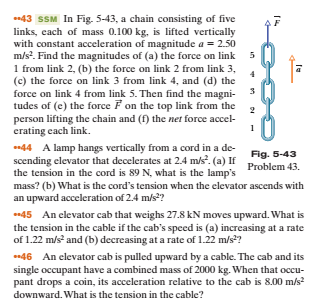 ••43 SSM In Fig. 5-43, a chain consisting of five
links, each of mass 0.100 kg, is lifted vertically
with constant acceleration of magnitude a = 2.50
m/s². Find the magnitudes of (a) the force on link
1 from link 2, (b) the force on link 2 from link 3,
(c) the force on link 3 from link 4, and (d) the
force on link 4 from link 5. Then find the magni-
tudes of (e) the force F⃗ on the top link from the
person lifting the chain and (f) the net force accel-
erating each link.
F⃗
5
4
3
2
1
a⃗
Fig. 5-43
Problem 43.
••44 A lamp hangs vertically from a cord in a de-
scending elevator that decelerates at 2.4 m/s². (a) If
the tension in the cord is 89 N, what is the lamp's
mass? (b) What is the cord's tension when the elevator ascends with
an upward acceleration of 2.4 m/s²?
••45 An elevator cab that weighs 27.8 kN moves upward. What is
the tension in the cable if the cab's speed is (a) increasing at a rate
of 1.22 m/s² and (b) decreasing at a rate of 1.22 m/s²?
••46 An elevator cab is pulled upward by a cable. The cab and its
single occupant have a combined mass of 2000 kg. When that occu-
pant drops a coin, its acceleration relative to the cab is 8.00 m/s²
downward. What is the tension in the cable?